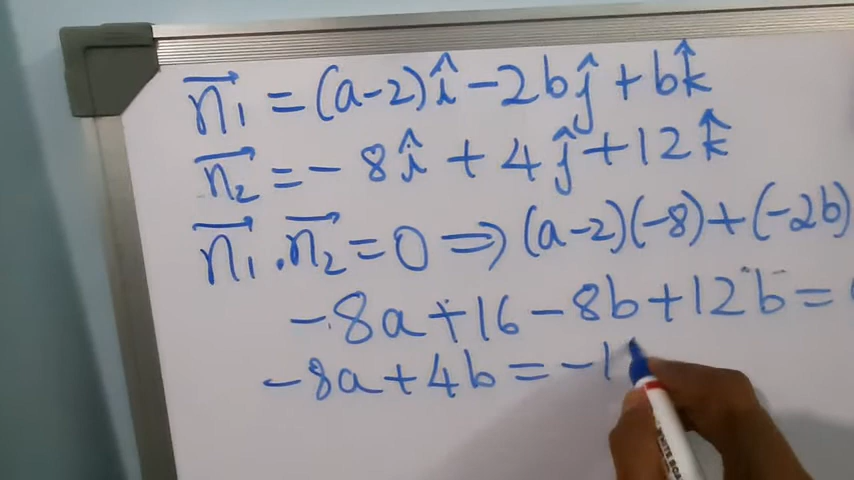 n₁⃗ = (a-2)î - 2bĵ + bk̂
n₂⃗ = - 8î + 4ĵ + 12k̂
n₁⃗ . n₂⃗ = 0 ⇒ (a-2)(-8) + (-2b)
-8a + 16 - 8b + 12b =
-8a + 4b = -1